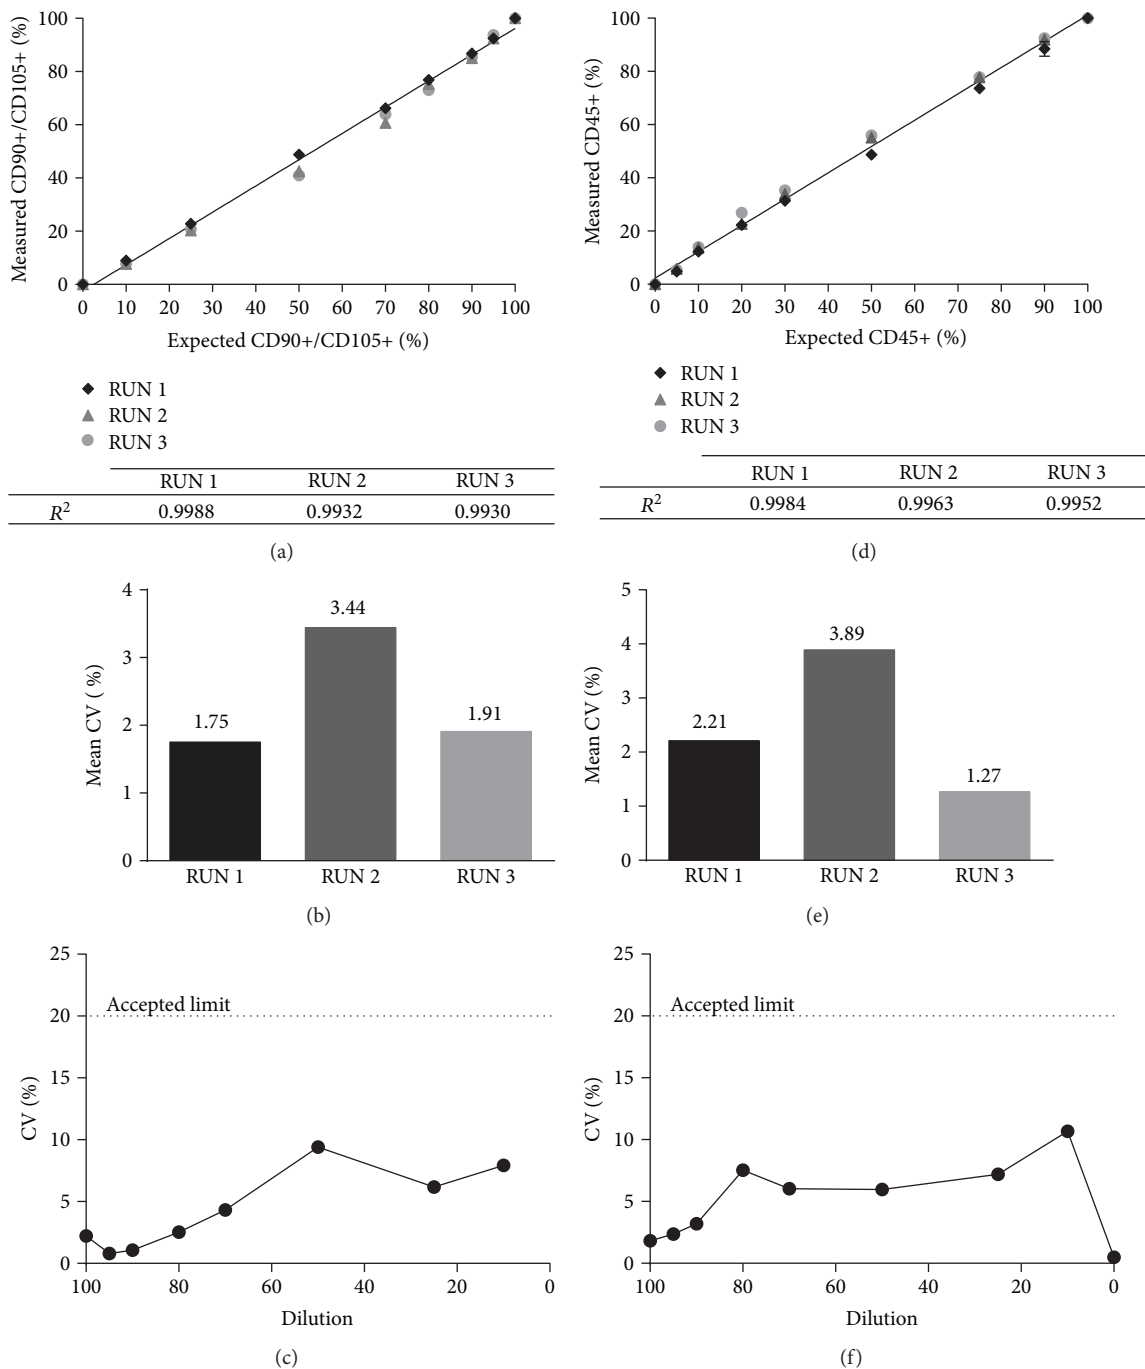 100
80
60
40
20
0
Measured CD90+/CD105+ (%)
0 10 20 30 40 50 60 70 80 90 100
Expected CD90+/CD105+ (%)
RUN 1
RUN 2
RUN 3
RUN 1 RUN 2 RUN 3
R² 0.9988 0.9932 0.9930
(a)
100
80
60
40
20
0
Measured CD45+ (%)
0 10 20 30 40 50 60 70 80 90 100
Expected CD45+ (%)
RUN 1
RUN 2
RUN 3
RUN 1 RUN 2 RUN 3
R² 0.9984 0.9963 0.9952
(d)
4
3
2
1
0
Mean CV ( %)
1.75
3.44
1.91
RUN 1 RUN 2 RUN 3
(b)
5
4
3
2
1
0
Mean CV (%)
2.21
3.89
1.27
RUN 1 RUN 2 RUN 3
(e)
25
20
15
10
5
0
CV (%)
Accepted limit
100 80 60 40 20 0
Dilution
(c)
25
20
15
10
5
0
CV (%)
Accepted limit
100 80 60 40 20 0
Dilution
(f)